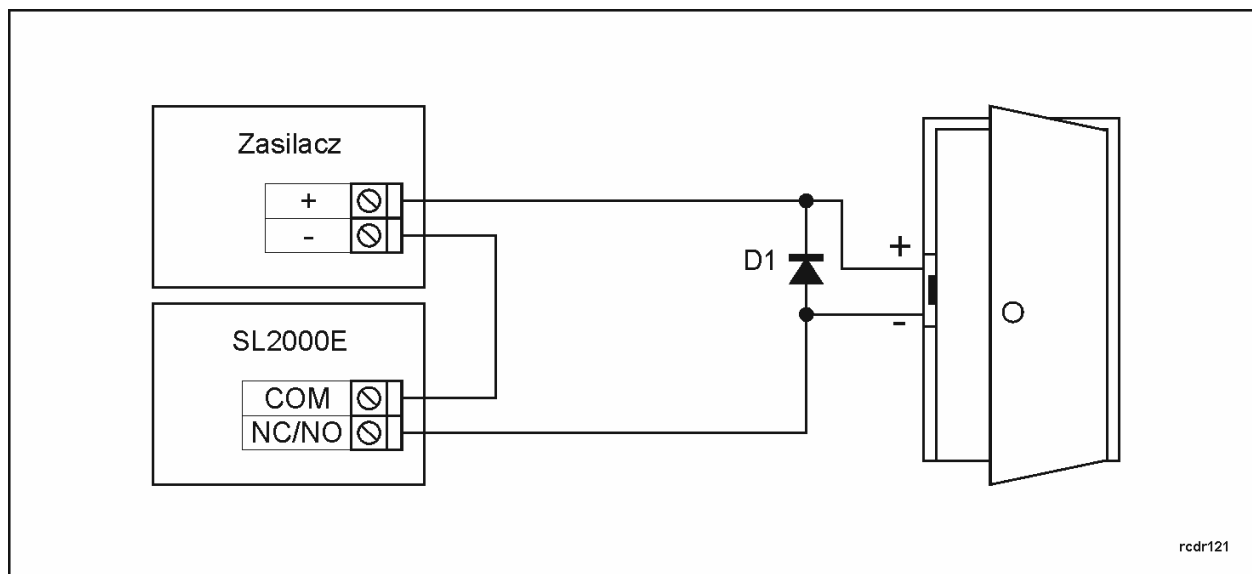 Zasilacz
+
-
SL2000E
COM
NC/NO
D1
+
-
rcdr121